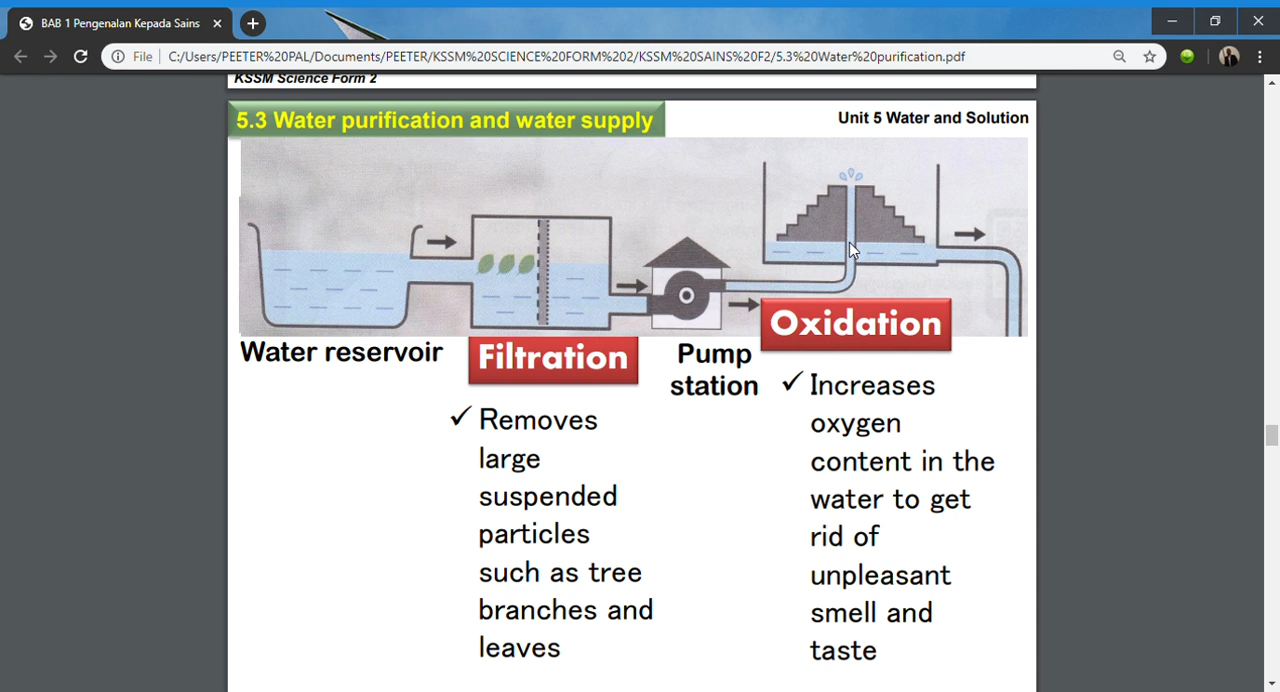 BAB 1 Pengenalan Kepada Sains
File
C:/Users/PEETER%20PAL/Documents/PEETER/KSSM%20SCIENCE%20FORM%202/KSSM%20SAINS%20F2/5.3%20Water%20purification.pdf
KSSM Science Form 2
5.3 Water purification and water supply
Unit 5 Water and Solution
Water reservoir
Filtration
✓ Removes
large
suspended
particles
such as tree
branches and
leaves
Pump
station
Oxidation
✓ Increases
oxygen
content in the
water to get
rid of
unpleasant
smell and
taste